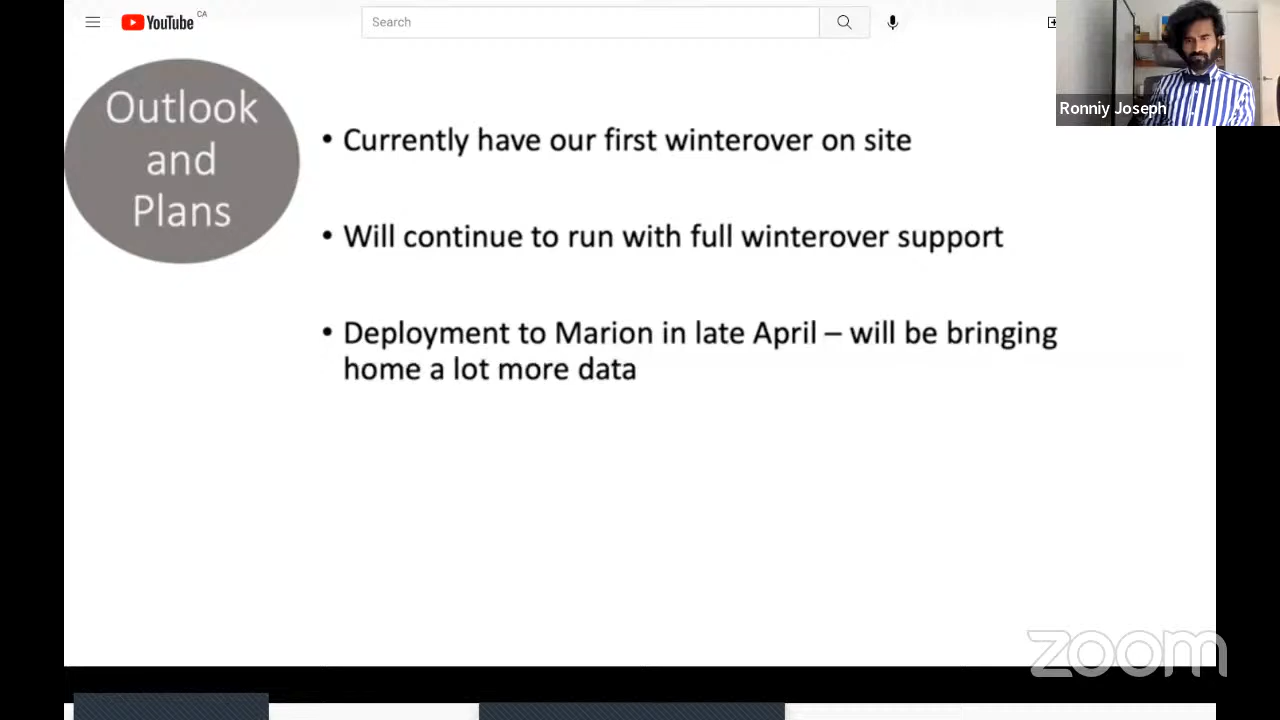 YouTube CA
Search
Ronniy Joseph
Outlook
and
Plans
• Currently have our first winterover on site
• Will continue to run with full winterover support
• Deployment to Marion in late April – will be bringing
home a lot more data
zoom